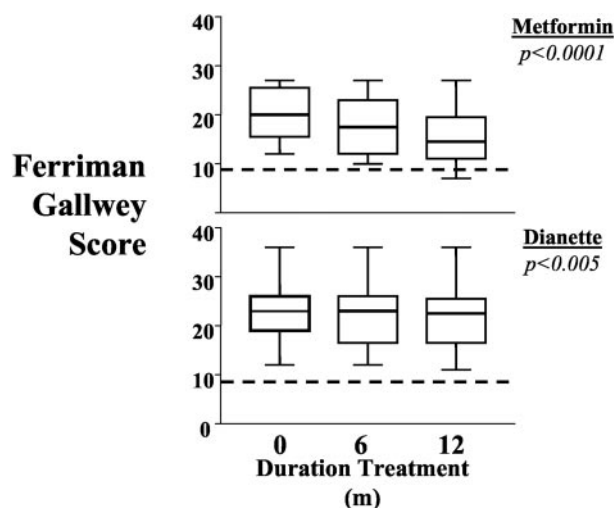 40
30
20
10
Metformin
p<0.0001
Ferriman
Gallwey
Score
40
30
20
10
0
Dianette
p<0.005
0 6 12
Duration Treatment
(m)